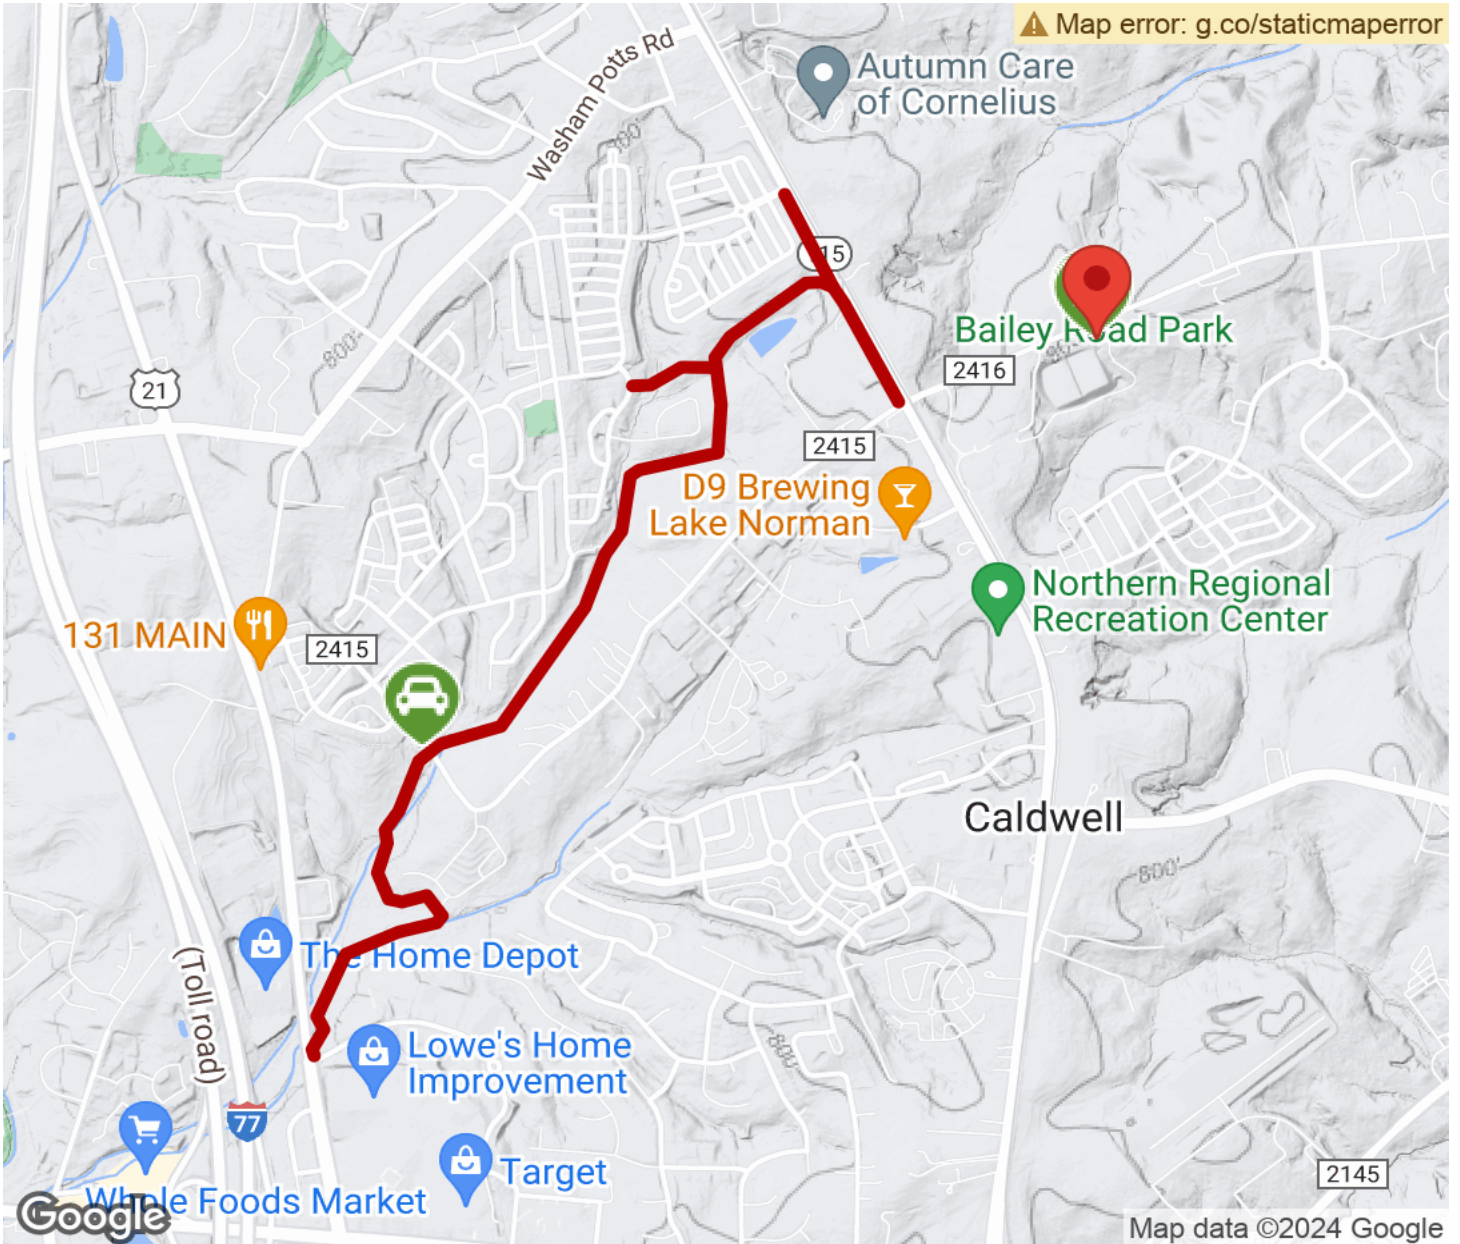 Map error: g.co/staticmaperror
Washam Potts Rd
Autumn Care
of Cornelius
800'
115
Bailey Road Park
800'
21
2416
2415
D9 Brewing
Lake Norman
Northern Regional
Recreation Center
131 MAIN
2415
Caldwell
800'
The Home Depot
(Toll road)
Lowe's Home
Improvement
800'
77
Target
2145
Whole Foods Market
Google
Map data ©2024 Google